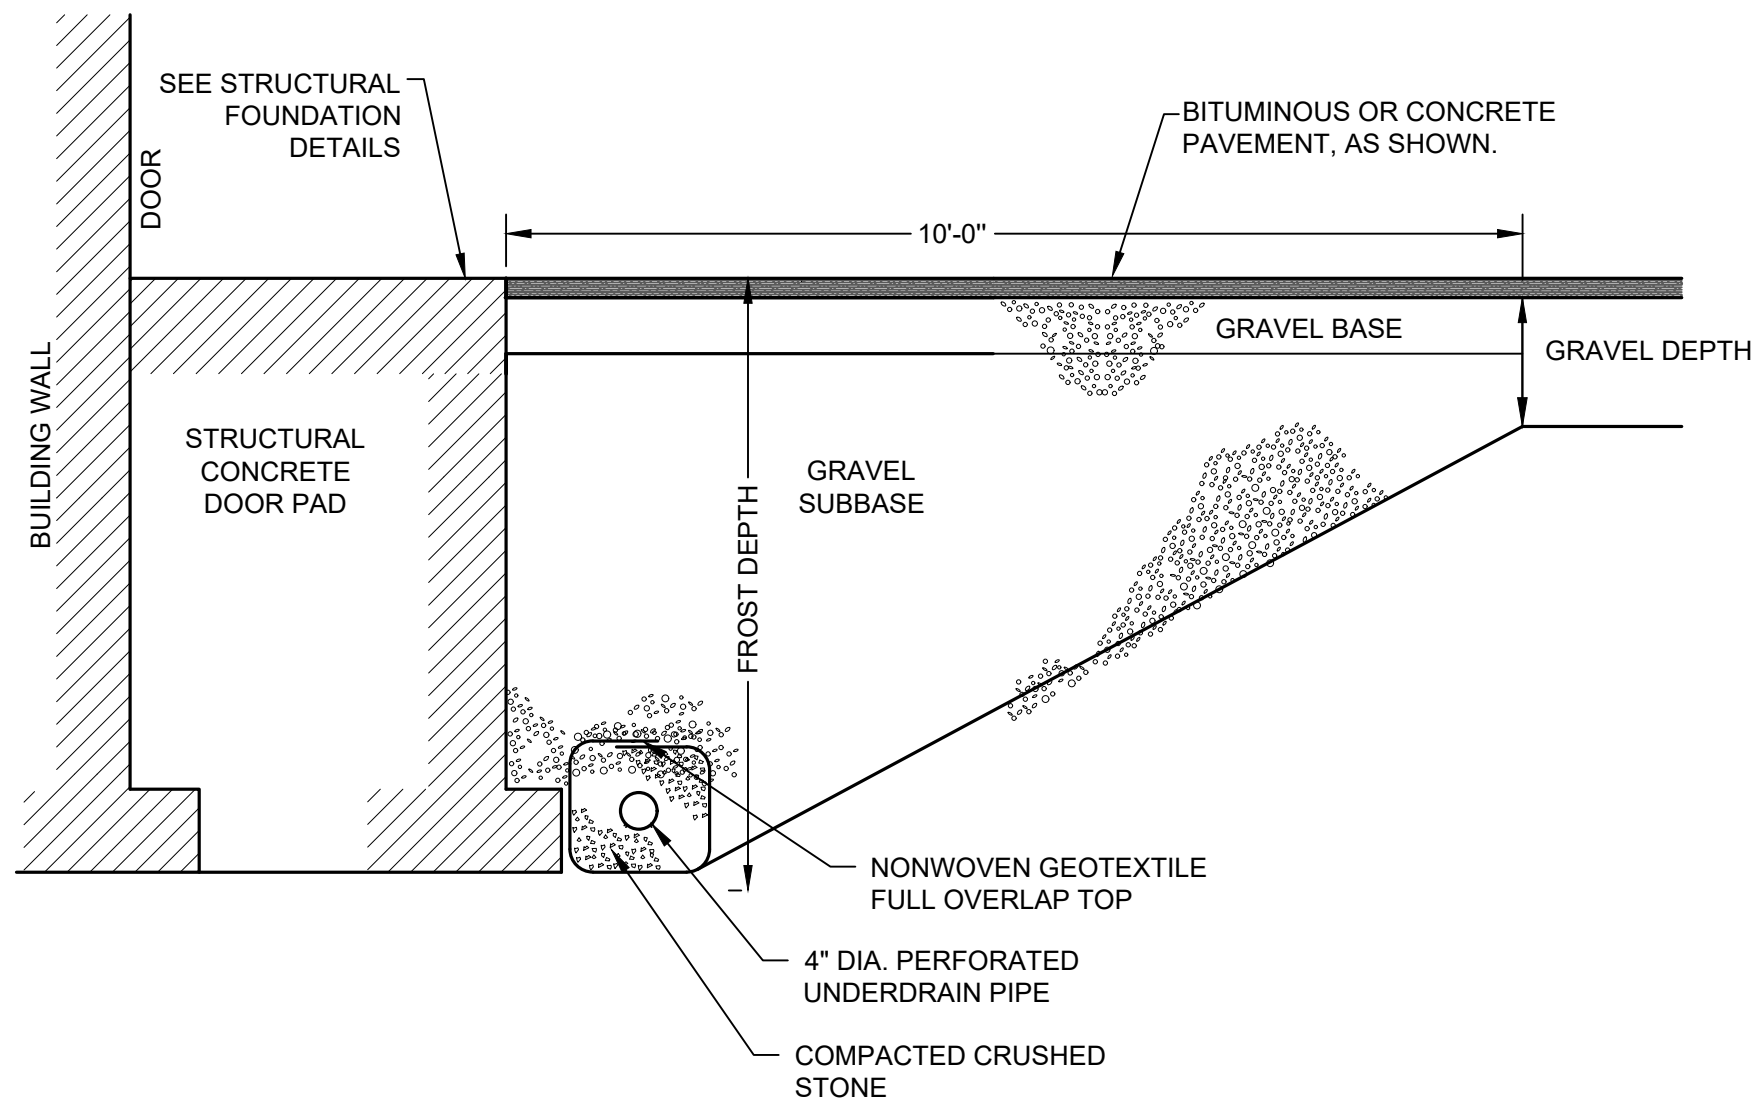 SEE STRUCTURAL
FOUNDATION
DETAILS
DOOR
BITUMINOUS OR CONCRETE
PAVEMENT, AS SHOWN.
10'-0"
GRAVEL BASE
GRAVEL DEPTH
BUILDING WALL
STRUCTURAL
CONCRETE
DOOR PAD
GRAVEL
SUBBASE
FROST DEPTH
NONWOVEN GEOTEXTILE
FULL OVERLAP TOP
4" DIA. PERFORATED
UNDERDRAIN PIPE
COMPACTED CRUSHED
STONE